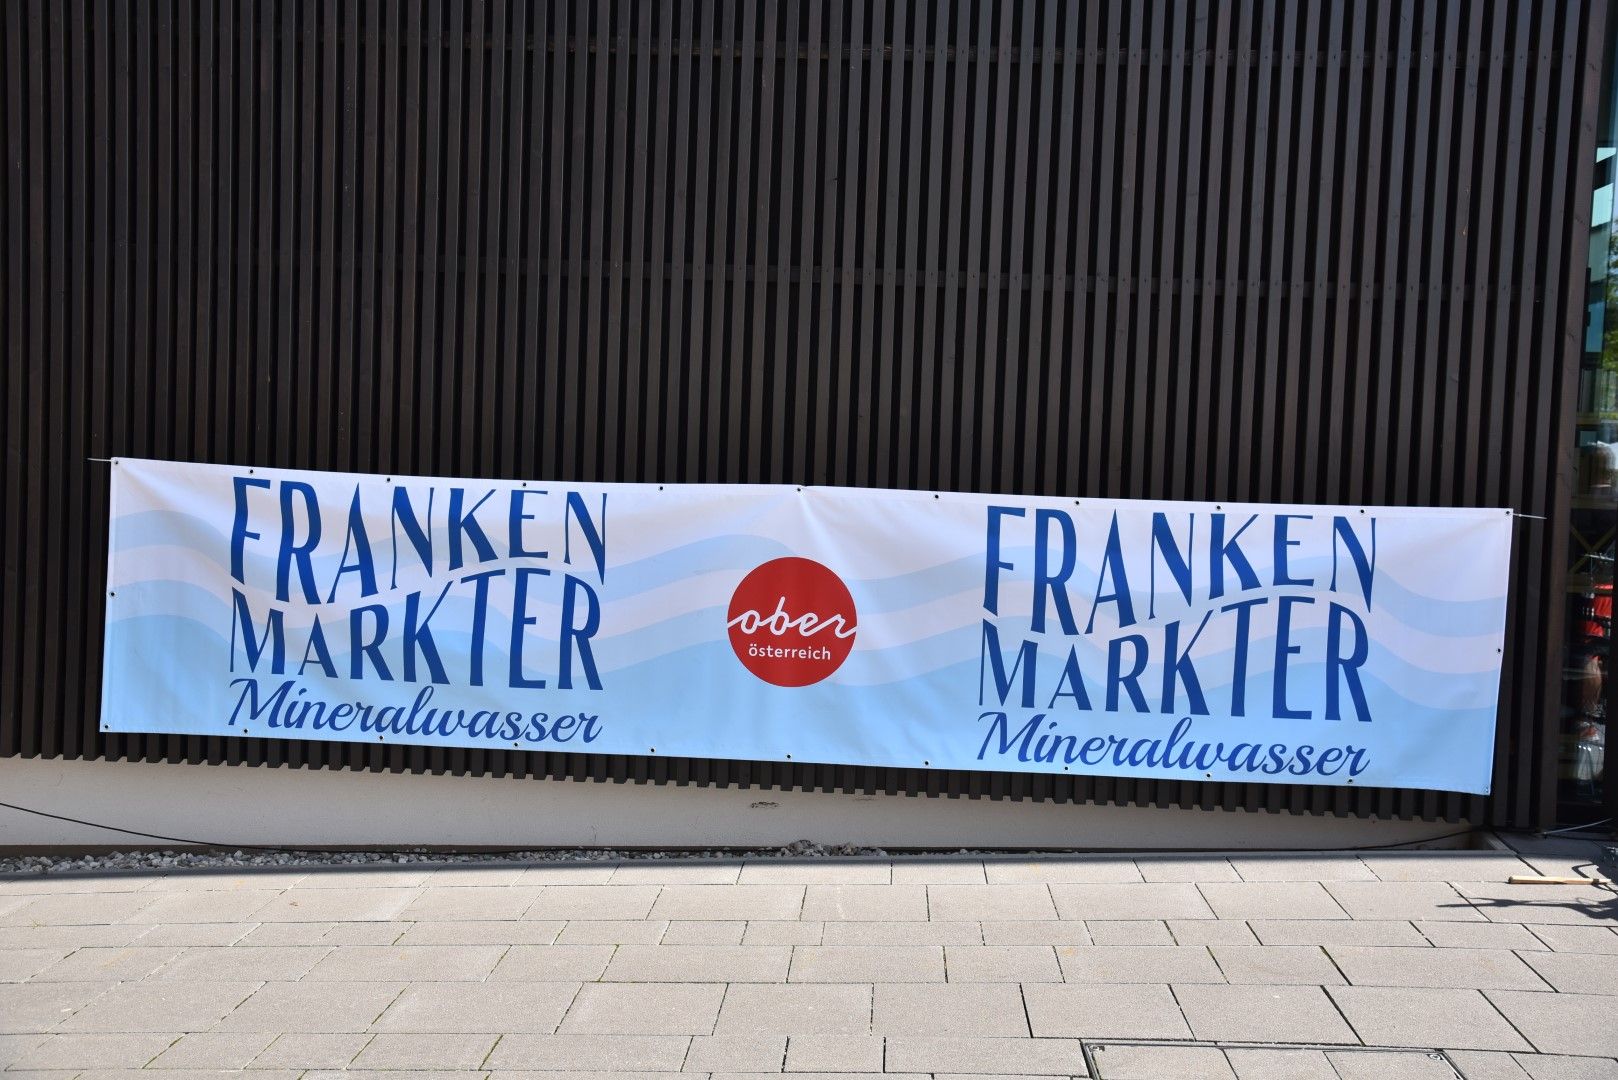 FRANKEN
MARKTER
Mineralwasser
ober
österreich
FRANKEN
MARKTER
Mineralwasser